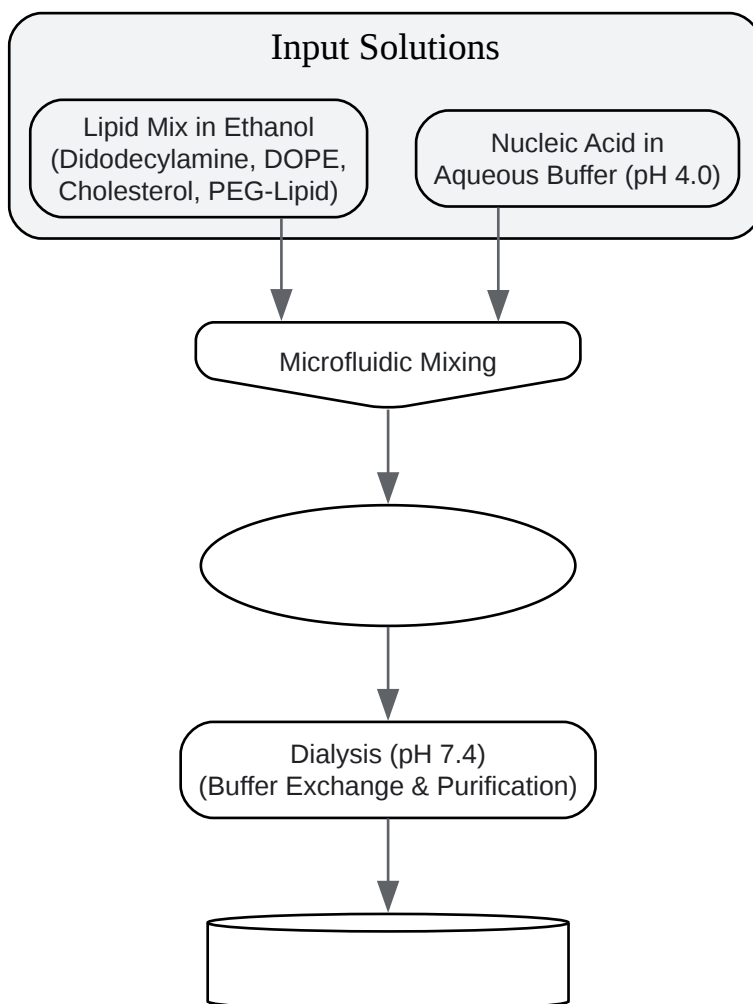 Input Solutions
Lipid Mix in Ethanol
(Didodecylamine, DOPE,
Cholesterol, PEG-Lipid)
Nucleic Acid in
Aqueous Buffer (pH 4.0)
Microfluidic Mixing
Dialysis (pH 7.4)
(Buffer Exchange & Purification)